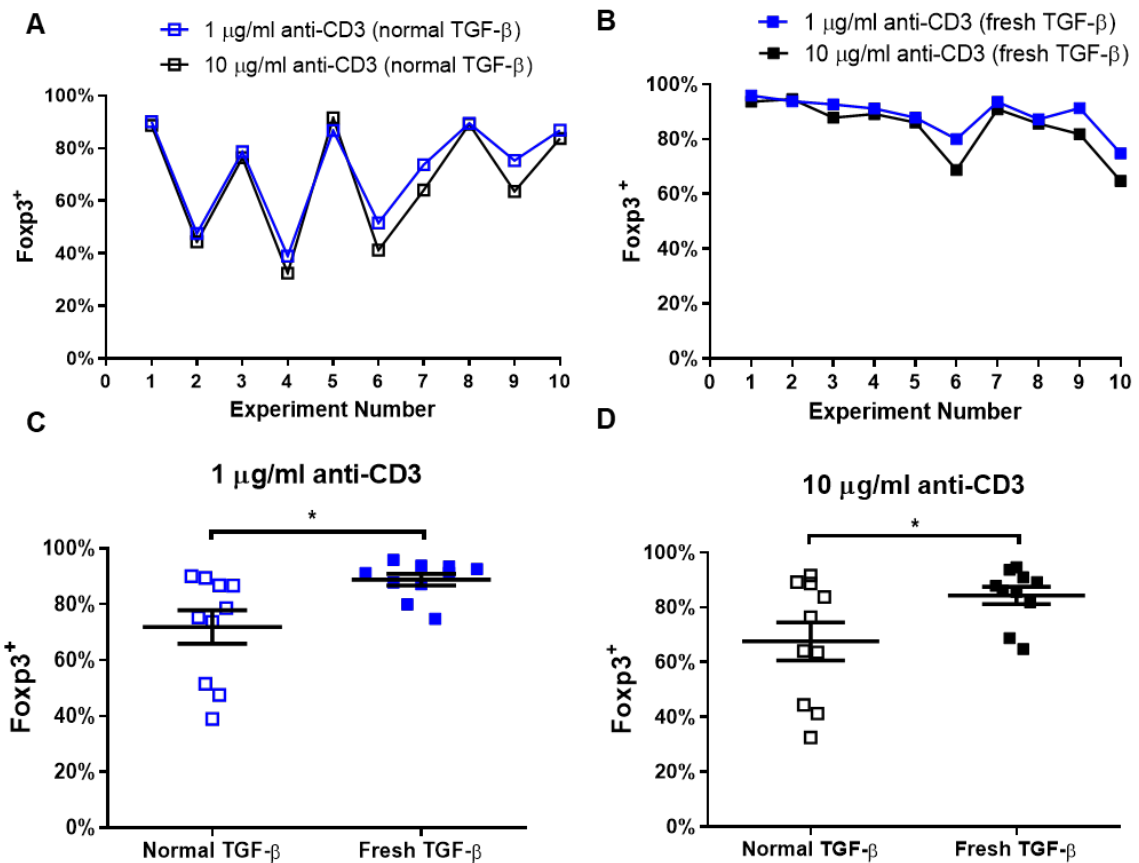 A
1 μg/ml anti-CD3 (normal TGF-β)
10 μg/ml anti-CD3 (normal TGF-β)
100%
80%
60%
40%
20%
0%
Foxp3+
0 1 2 3 4 5 6 7 8 9 10
Experiment Number
B
1 μg/ml anti-CD3 (fresh TGF-β)
10 μg/ml anti-CD3 (fresh TGF-β)
100%
80%
60%
40%
20%
0%
Foxp3+
0 1 2 3 4 5 6 7 8 9 10
Experiment Number
C
1 μg/ml anti-CD3
*
100%
80%
60%
40%
20%
0%
Foxp3+
Normal TGF-β Fresh TGF-β
D
10 μg/ml anti-CD3
*
100%
80%
60%
40%
20%
0%
Foxp3+
Normal TGF-β Fresh TGF-β